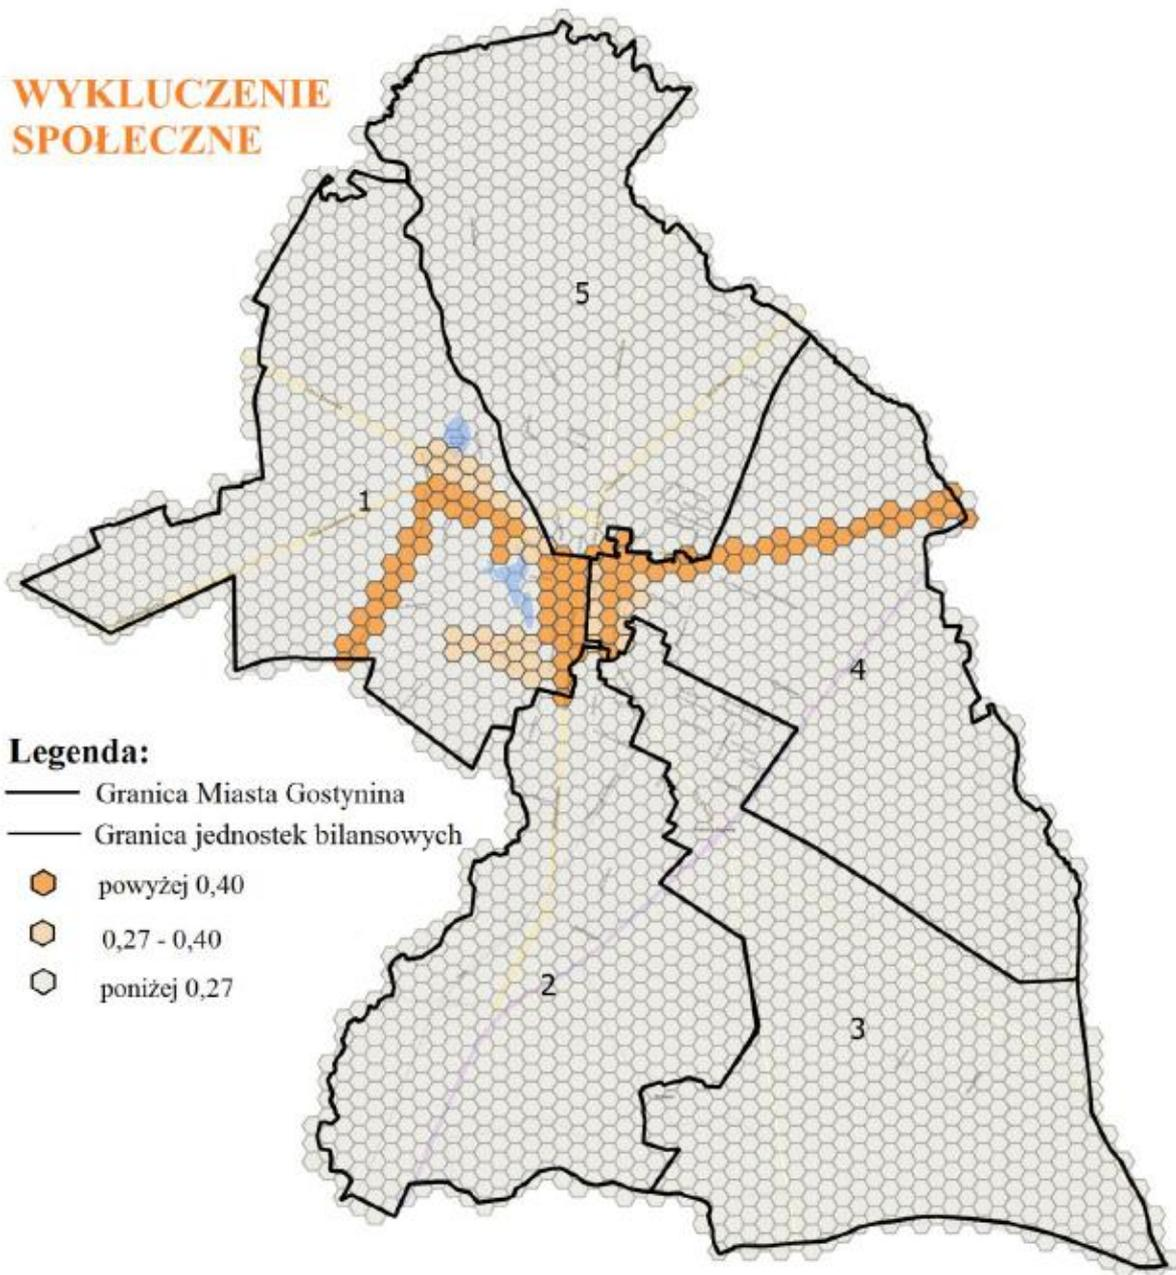 WYKLUCZENIE
SPOŁECZNE
5
1
4
Legenda:
Granica Miasta Gostynina
Granica jednostek bilansowych
powyżej 0,40
0,27 - 0,40
poniżej 0,27
2
3